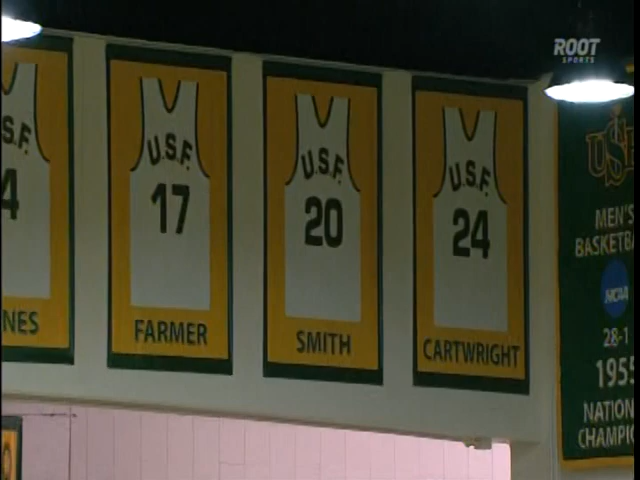 ROOT
SPORTS
S.F.
4
NES
U.S.F.
17
FARMER
U.S.F.
20
SMITH
U.S.F.
24
CARTWRIGHT
USF
MEN'S
BASKETBA
NCAA
28-1
1955
NATION
CHAMPIO